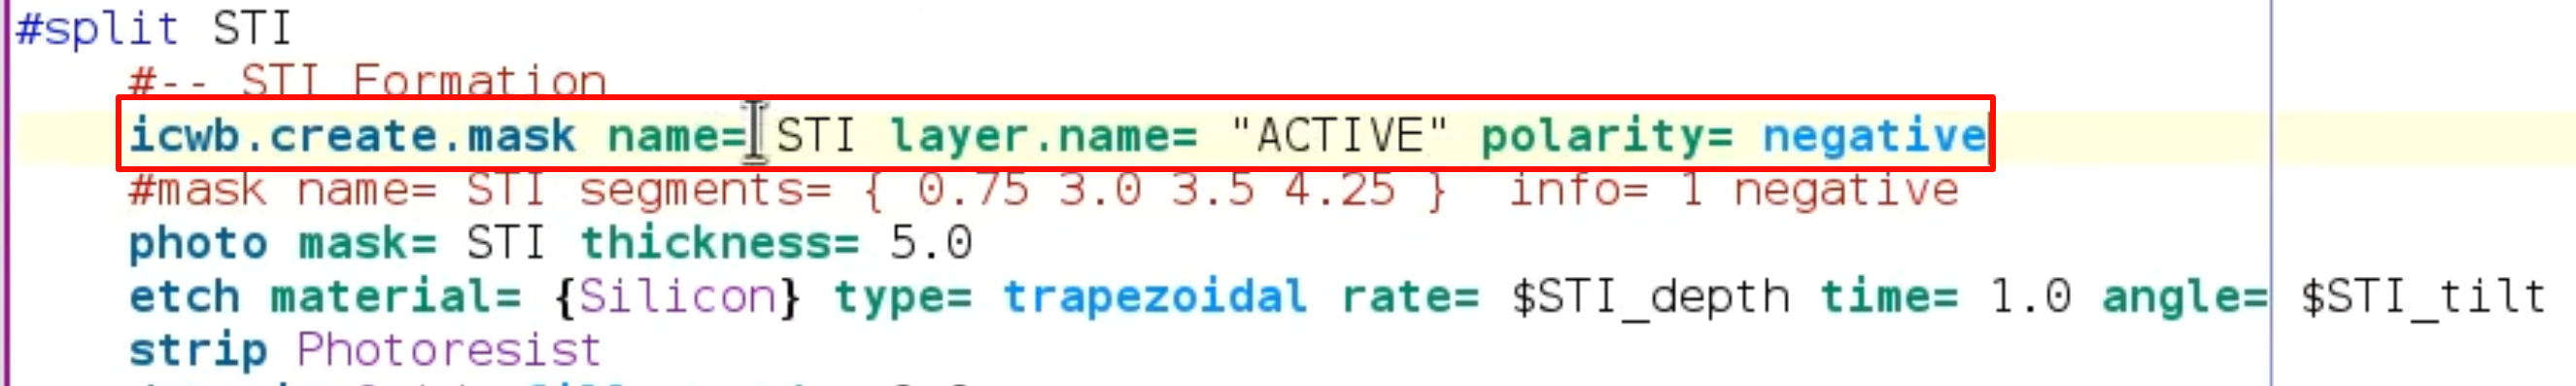 #split STI
#-- STI Formation
icwb.create.mask name= STI layer.name= "ACTIVE" polarity= negative
#mask name= STI segments= { 0.75 3.0 3.5 4.25 }  info= 1 negative
photo mask= STI thickness= 5.0
etch material= {Silicon} type= trapezoidal rate= $STI_depth time= 1.0 angle= $STI_tilt
strip Photoresist